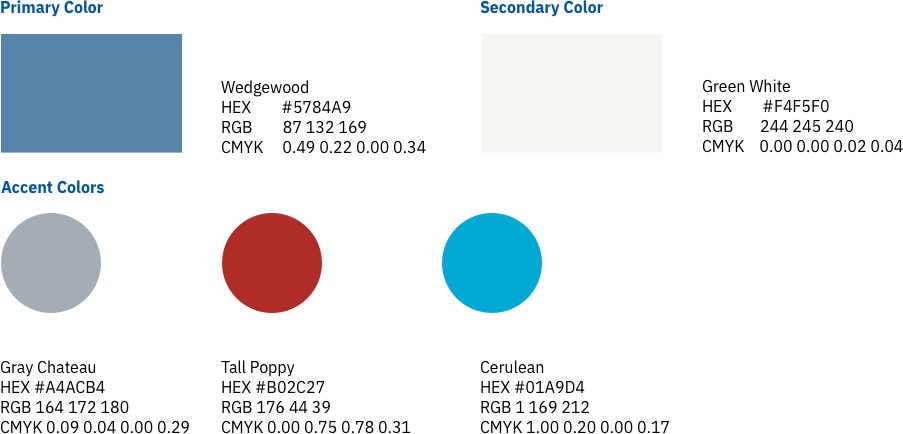 Primary Color
Wedgewood
HEX #5784A9
RGB 87 132 169
CMYK 0.49 0.22 0.00 0.34
Secondary Color
Green White
HEX #F4F5F0
RGB 244 245 240
CMYK 0.00 0.00 0.02 0.04
Accent Colors
Gray Chateau
HEX #A4ACB4
RGB 164 172 180
CMYK 0.09 0.04 0.00 0.29
Tall Poppy
HEX #B02C27
RGB 176 44 39
CMYK 0.00 0.75 0.78 0.31
Cerulean
HEX #01A9D4
RGB 1 169 212
CMYK 1.00 0.20 0.00 0.17